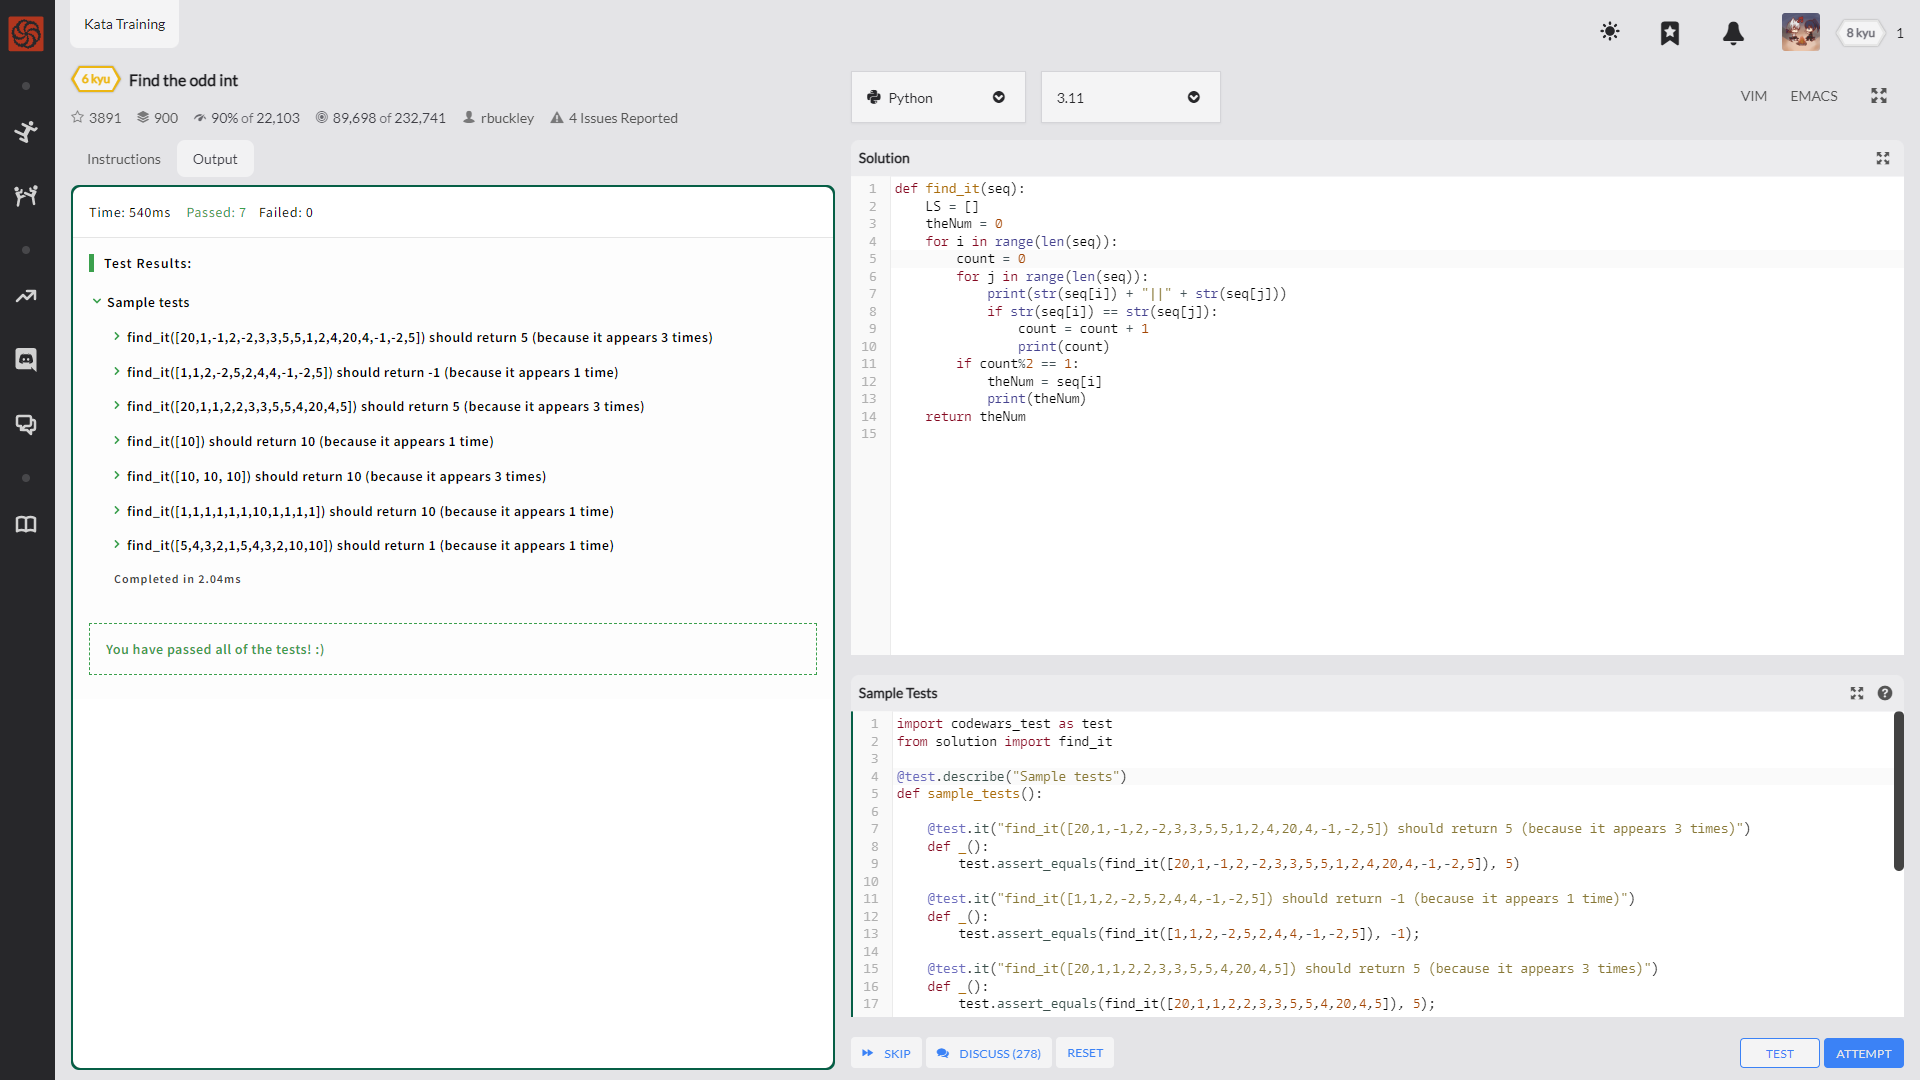 Kata Training
8 kyu
1
6 kyu
Find the odd int
3891
900
90% of 22,103
89,698 of 232,741
rbuckley
4 Issues Reported
Python
3.11
VIM
EMACS
Instructions
Output
Time: 540ms Passed: 7 Failed: 0
Test Results:
Sample tests
find_it([20,1,-1,2,-2,3,3,5,5,1,2,4,20,4,-1,-2,5]) should return 5 (because it appears 3 times)
find_it([1,1,2,-2,5,2,4,4,-1,-2,5]) should return -1 (because it appears 1 time)
find_it([20,1,1,2,2,3,3,5,5,4,20,4,5]) should return 5 (because it appears 3 times)
find_it([10]) should return 10 (because it appears 1 time)
find_it([10, 10, 10]) should return 10 (because it appears 3 times)
find_it([1,1,1,1,1,1,10,1,1,1,1]) should return 10 (because it appears 1 time)
find_it([5,4,3,2,1,5,4,3,2,10,10]) should return 1 (because it appears 1 time)
Completed in 2.04ms
You have passed all of the tests! :)
Solution
1 def find_it(seq):
2     LS = []
3     theNum = 0
4     for i in range(len(seq)):
5         count = 0
6         for j in range(len(seq)):
7             print(str(seq[i]) + "||" + str(seq[j]))
8             if str(seq[i]) == str(seq[j]):
9                 count = count + 1
10                 print(count)
11         if count%2 == 1:
12             theNum = seq[i]
13             print(theNum)
14     return theNum
15
Sample Tests
1 import codewars_test as test
2 from solution import find_it
3
4 @test.describe("Sample tests")
5 def sample_tests():
6
7     @test.it("find_it([20,1,-1,2,-2,3,3,5,5,1,2,4,20,4,-1,-2,5]) should return 5 (because it appears 3 times)")
8     def _():
9         test.assert_equals(find_it([20,1,-1,2,-2,3,3,5,5,1,2,4,20,4,-1,-2,5]), 5)
10
11     @test.it("find_it([1,1,2,-2,5,2,4,4,-1,-2,5]) should return -1 (because it appears 1 time)")
12     def _():
13         test.assert_equals(find_it([1,1,2,-2,5,2,4,4,-1,-2,5]), -1);
14
15     @test.it("find_it([20,1,1,2,2,3,3,5,5,4,20,4,5]) should return 5 (because it appears 3 times)")
16     def _():
17         test.assert_equals(find_it([20,1,1,2,2,3,3,5,5,4,20,4,5]), 5);
SKIP
DISCUSS (278)
RESET
TEST
ATTEMPT